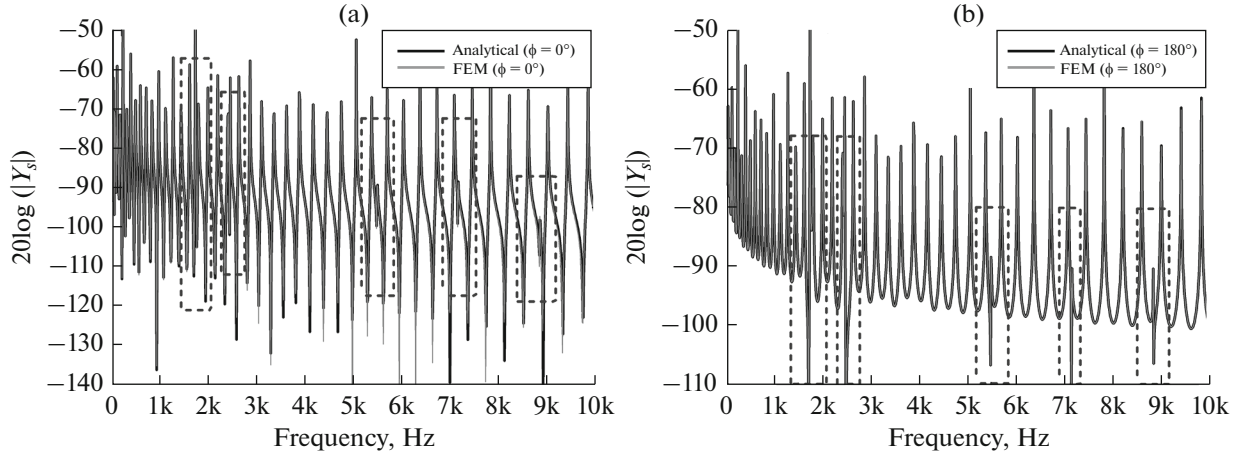 (a)
Analytical (ϕ = 0°)
FEM (ϕ = 0°)
20log (|Yₛ|)
−50
−60
−70
−80
−90
−100
−110
−120
−130
−140
0 1k 2k 3k 4k 5k 6k 7k 8k 9k 10k
Frequency, Hz
(b)
Analytical (ϕ = 180°)
FEM (ϕ = 180°)
20log (|Yₛ|)
−50
−60
−70
−80
−90
−100
−110
0 1k 2k 3k 4k 5k 6k 7k 8k 9k 10k
Frequency, Hz